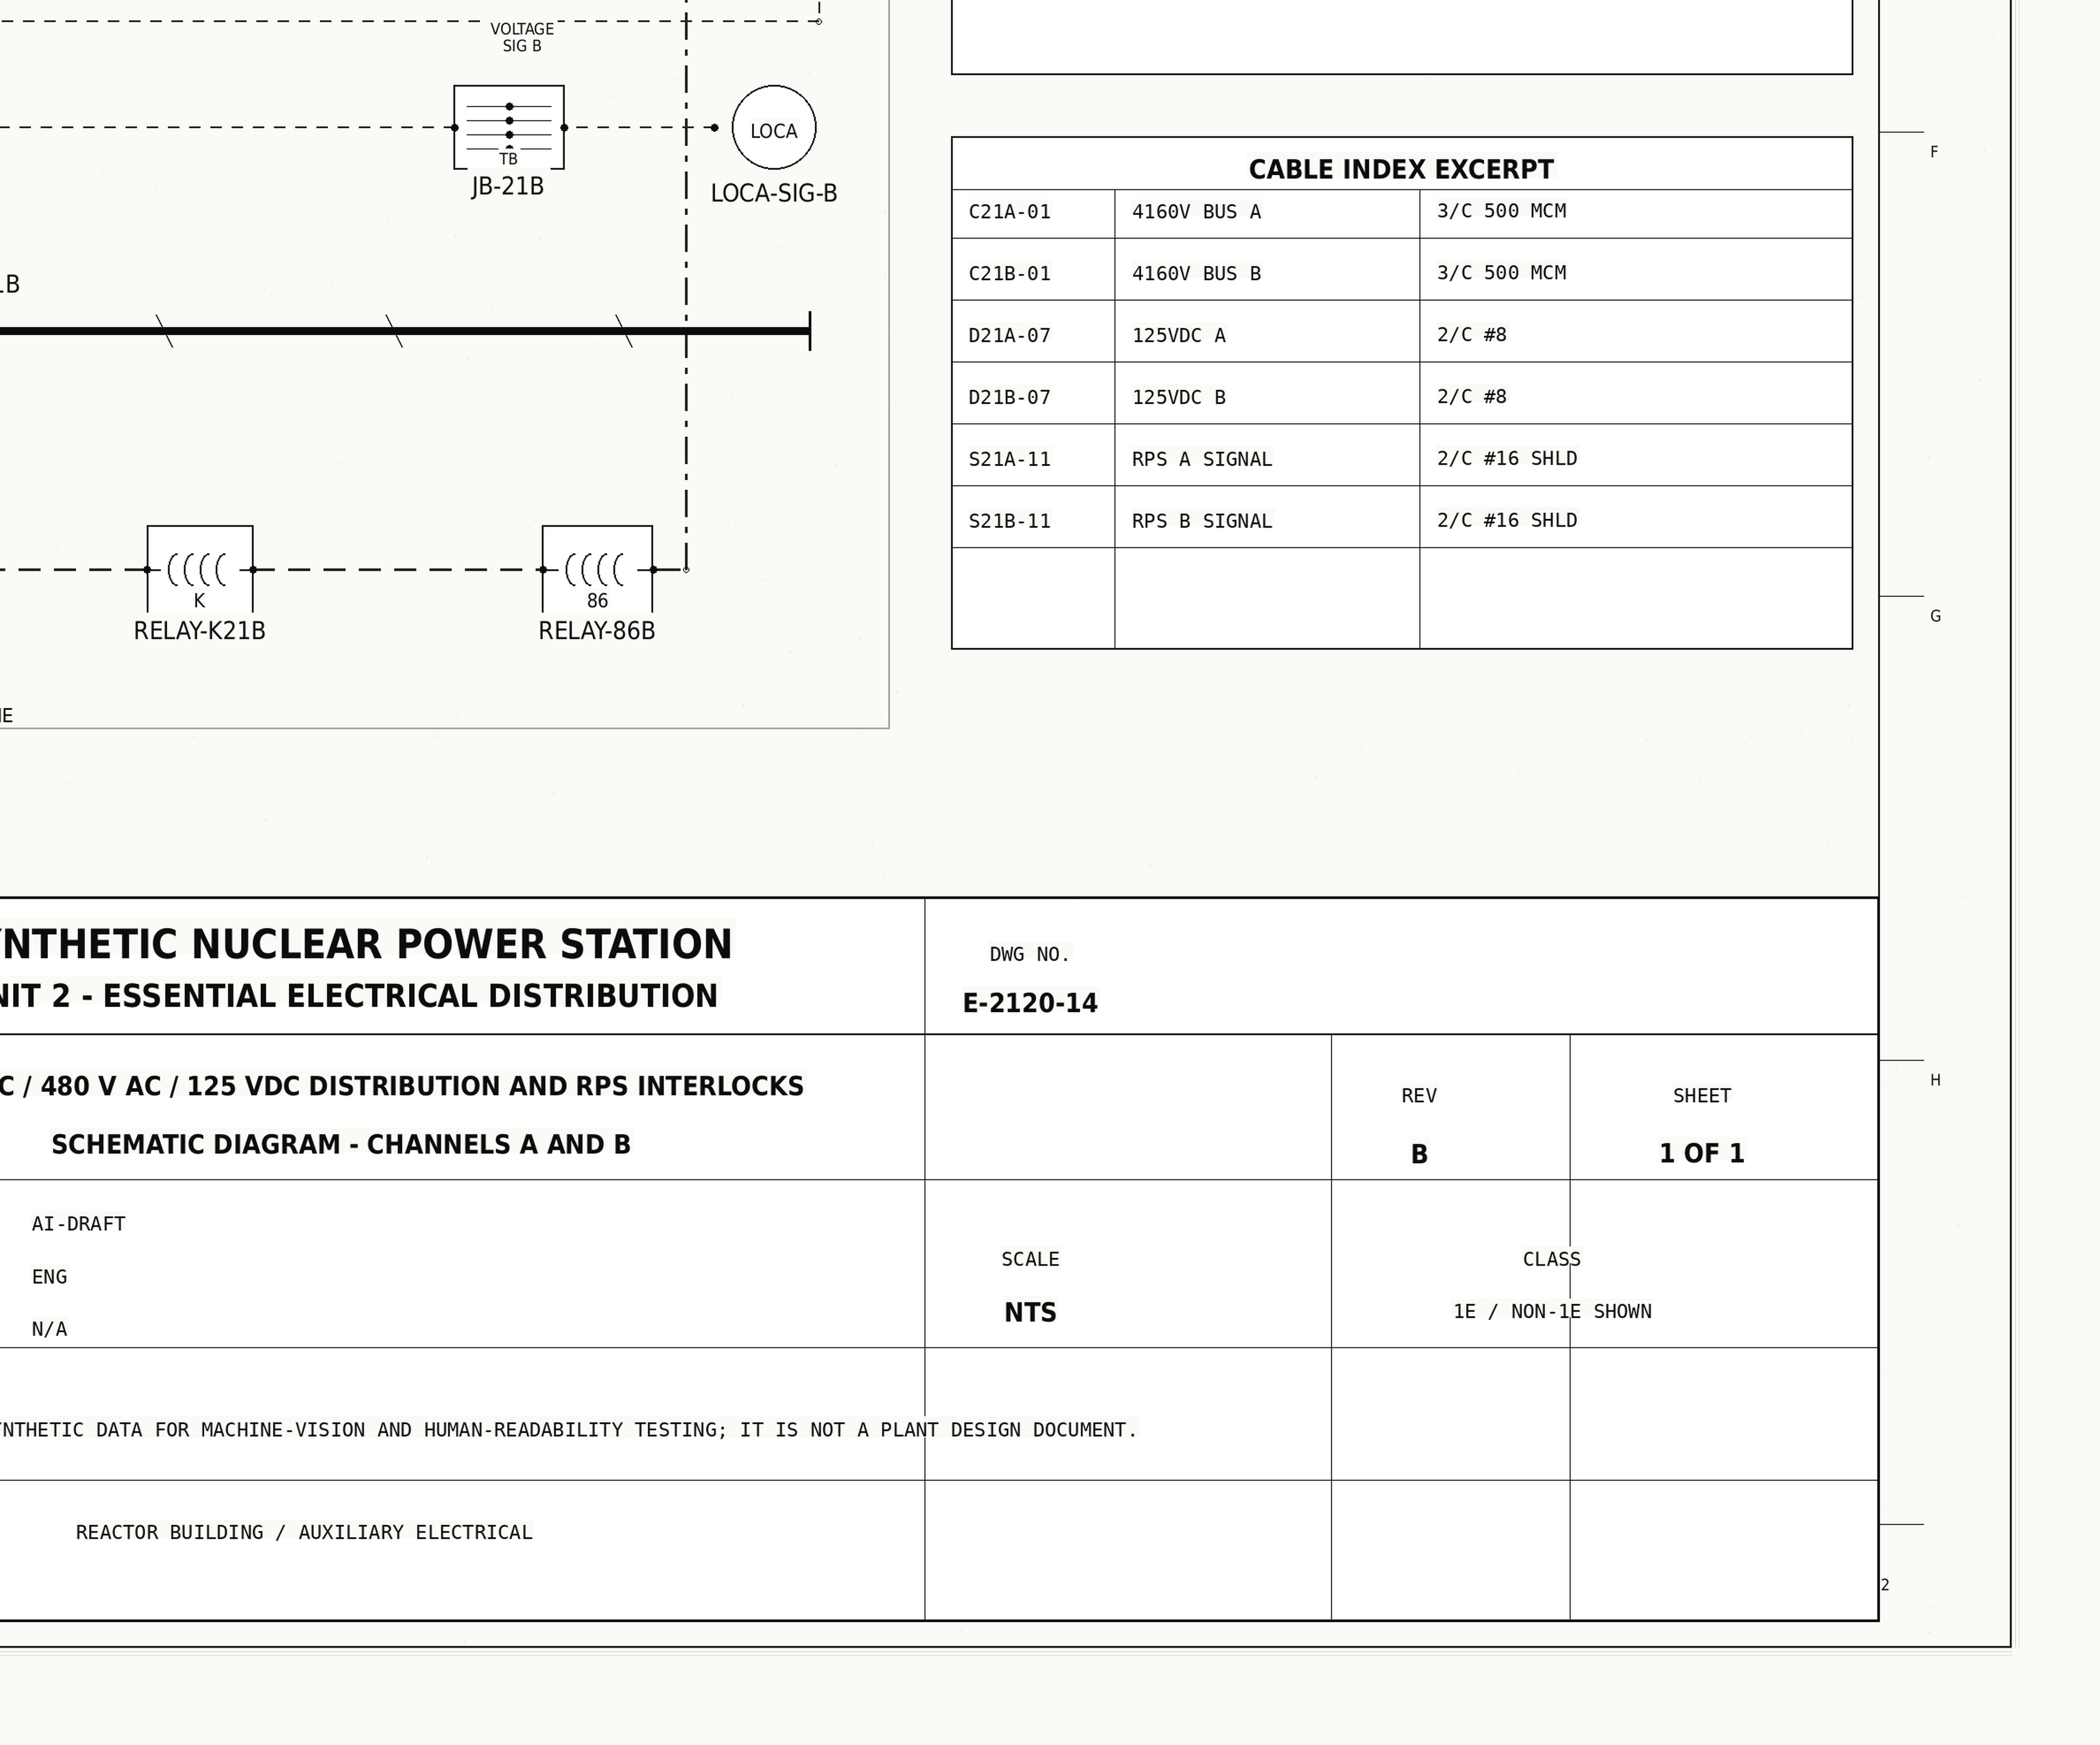 VOLTAGE
SIG B
TB
JB-21B
LOCA
LOCA-SIG-B
K
RELAY-K21B
86
RELAY-86B
CABLE INDEX EXCERPT
C21A-01 4160V BUS A 3/C 500 MCM
C21B-01 4160V BUS B 3/C 500 MCM
D21A-07 125VDC A 2/C #8
D21B-07 125VDC B 2/C #8
S21A-11 RPS A SIGNAL 2/C #16 SHLD
S21B-11 RPS B SIGNAL 2/C #16 SHLD
F
G
H
NUCLEAR POWER STATION
2 - ESSENTIAL ELECTRICAL DISTRIBUTION
DWG NO.
E-2120-14
/ 480 V AC / 125 VDC DISTRIBUTION AND RPS INTERLOCKS
SCHEMATIC DIAGRAM - CHANNELS A AND B
REV
B
SHEET
1 OF 1
AI-DRAFT
ENG
N/A
SCALE
NTS
CLASS
1E / NON-1E SHOWN
DATA FOR MACHINE-VISION AND HUMAN-READABILITY TESTING; IT IS NOT A PLANT DESIGN DOCUMENT.
REACTOR BUILDING / AUXILIARY ELECTRICAL